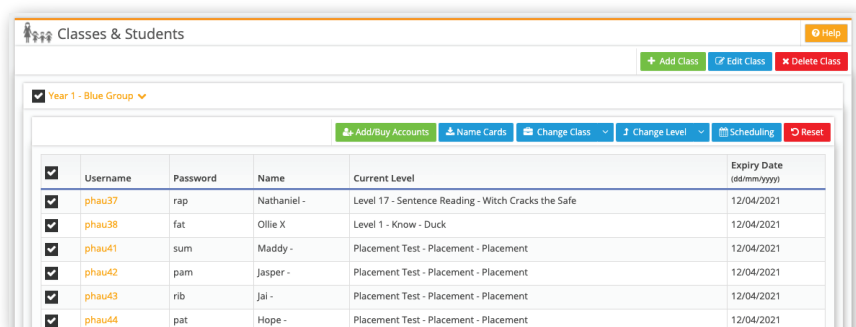 Classes & Students
Help
Add Class Edit Class Delete Class
Year 1 - Blue Group
Add/Buy Accounts Name Cards Change Class Change Level Scheduling Reset
Username Password Name Current Level Expiry Date (dd/mm/yyyy)
phau37 rap Nathaniel - Level 17 - Sentence Reading - Witch Cracks the Safe 12/04/2021
phau38 fat Ollie X Level 1 - Know - Duck 12/04/2021
phau41 sum Maddy - Placement Test - Placement - Placement 12/04/2021
phau42 pam Jasper - Placement Test - Placement - Placement 12/04/2021
phau43 rib Jai - Placement Test - Placement - Placement 12/04/2021
phau44 pat Hope - Placement Test - Placement - Placement 12/04/2021